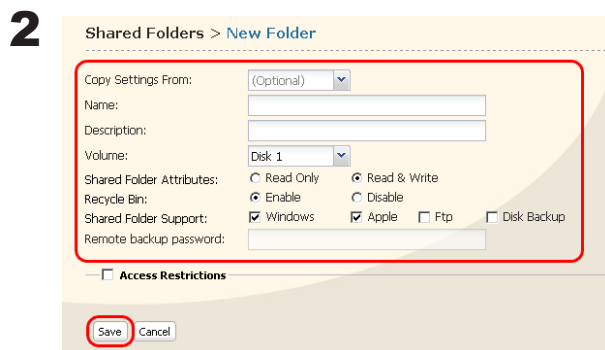 2
Shared Folders > New Folder
Copy Settings From: (Optional)
Name:
Description:
Volume: Disk 1
Shared Folder Attributes: Read Only Read & Write
Recycle Bin: Enable Disable
Shared Folder Support: Windows Apple Ftp Disk Backup
Remote backup password:
Access Restrictions
Save Cancel